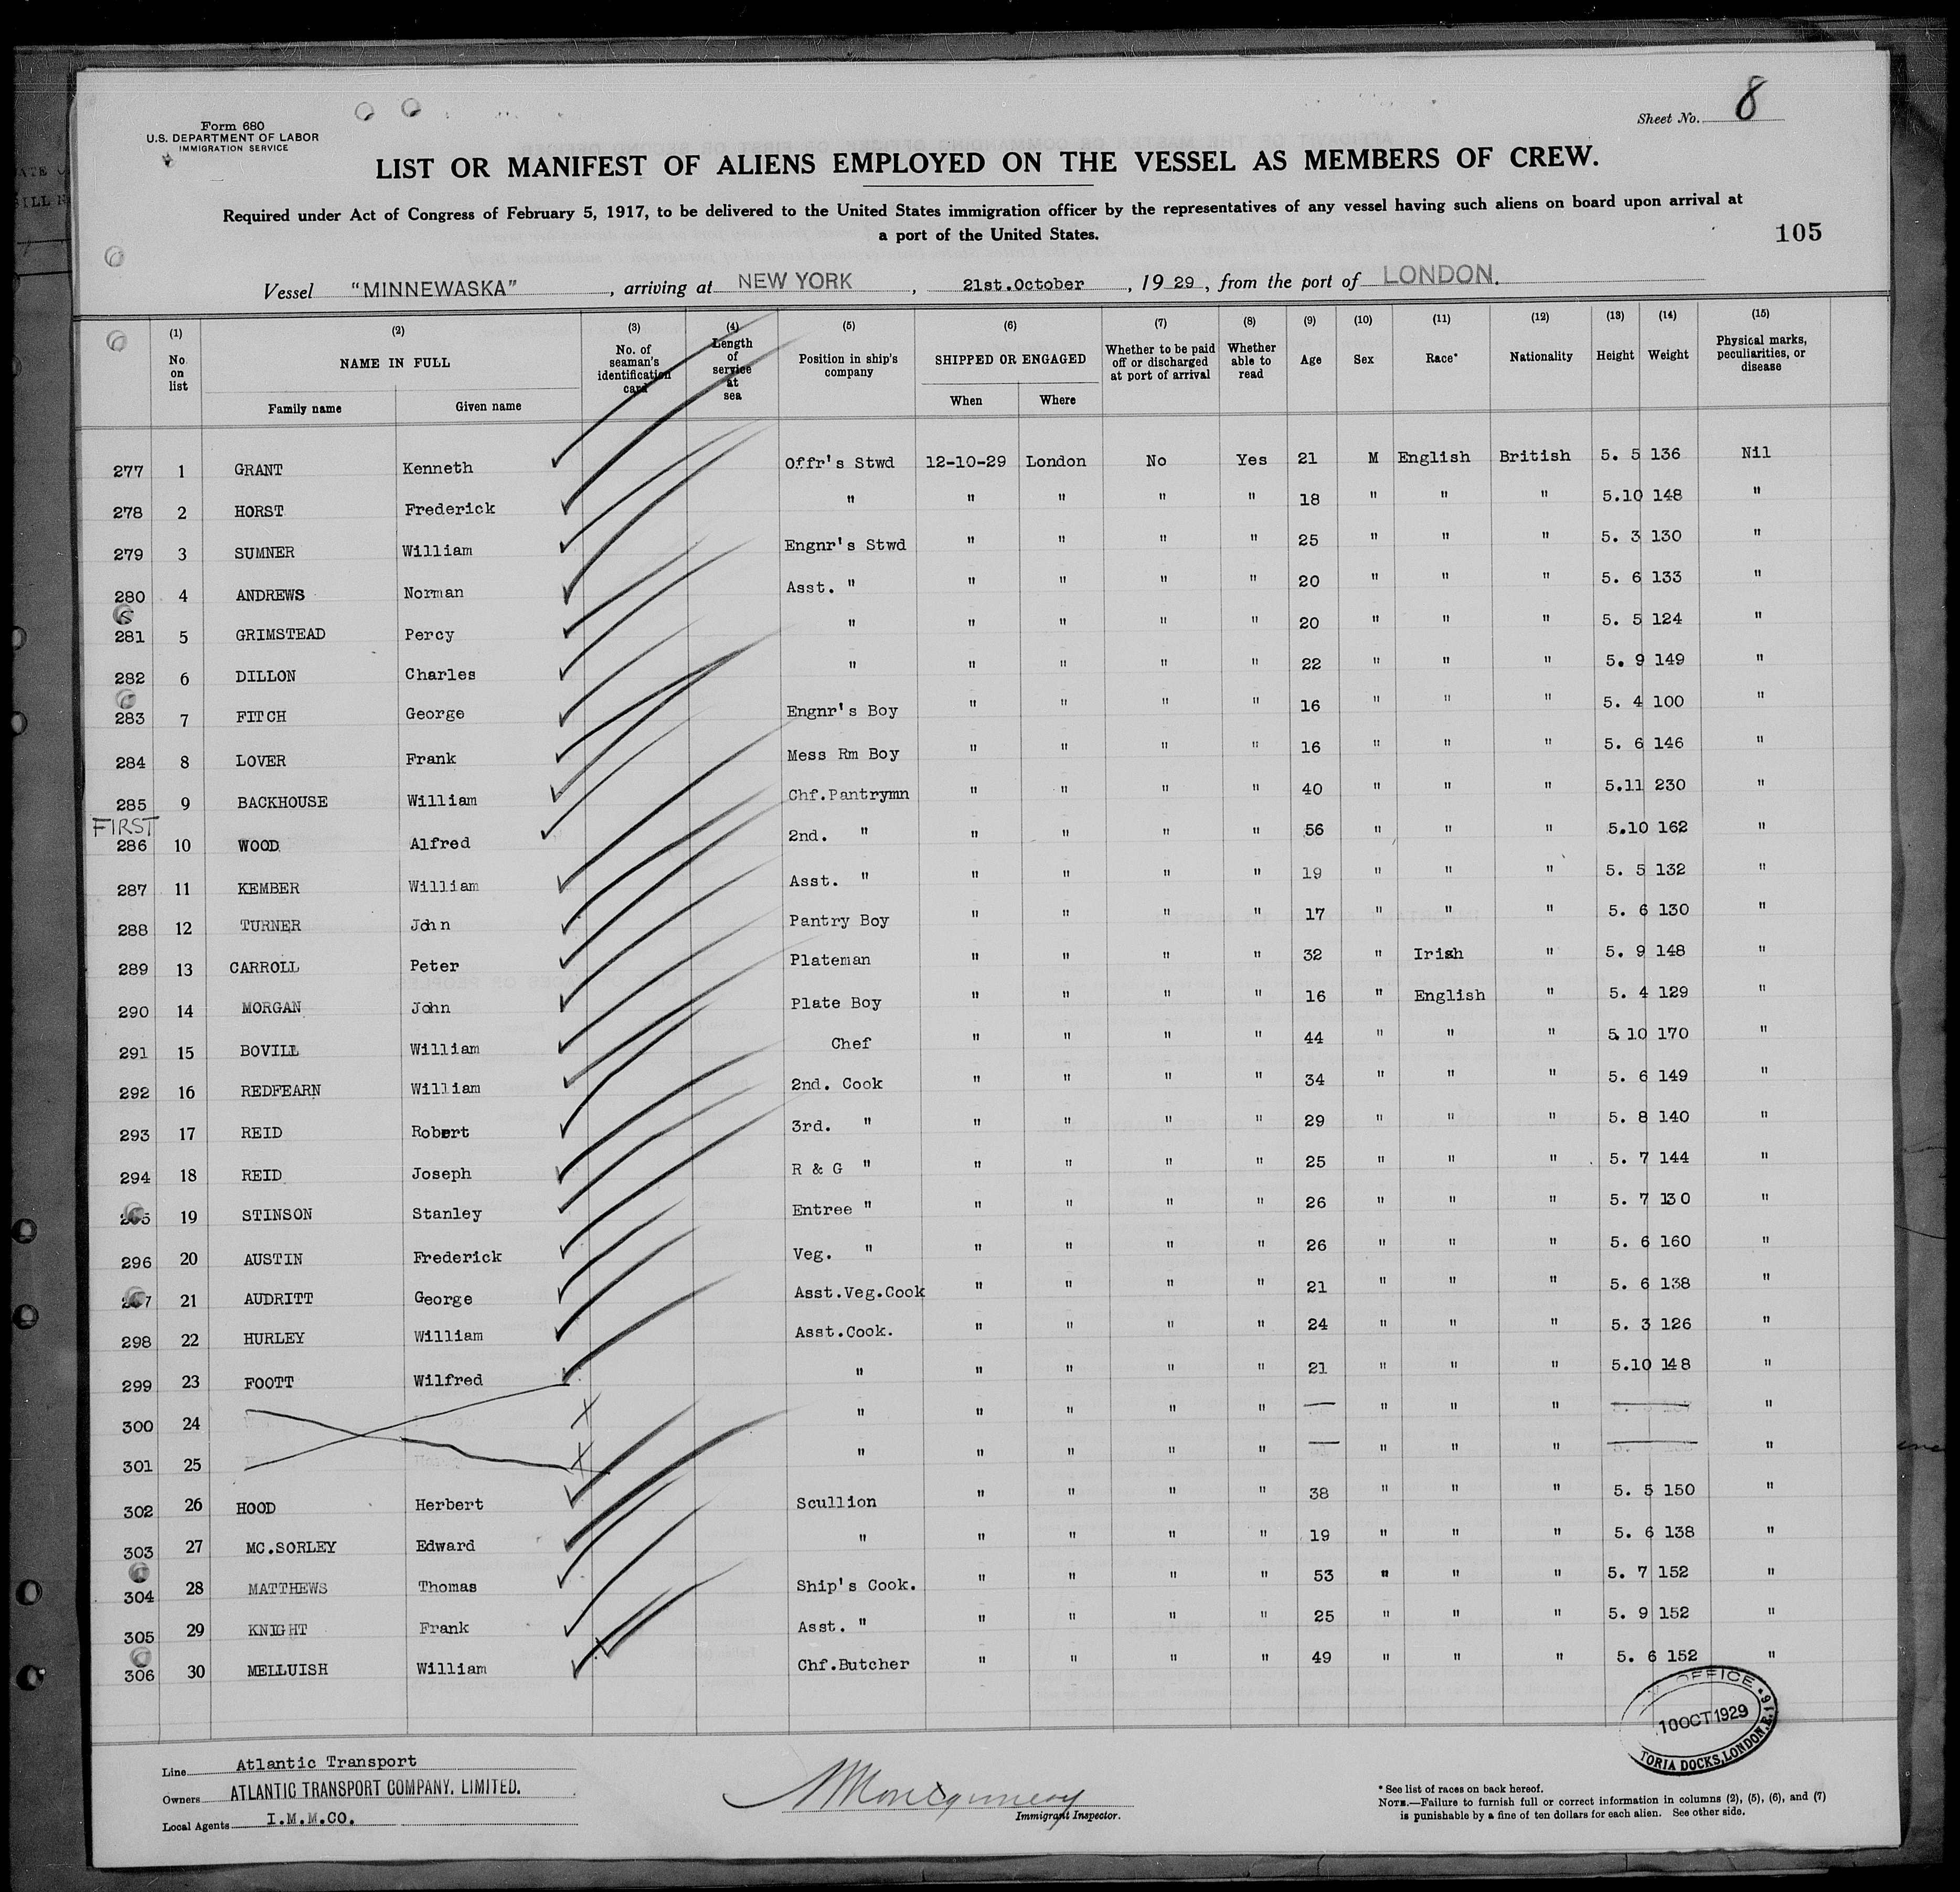 Form 680
U.S. DEPARTMENT OF LABOR
IMMIGRATION SERVICE
Sheet No. 8
LIST OR MANIFEST OF ALIENS EMPLOYED ON THE VESSEL AS MEMBERS OF CREW.
Required under Act of Congress of February 5, 1917, to be delivered to the United States immigration officer by the representatives of any vessel having such aliens on board upon arrival at
a port of the United States.
105
Vessel "MINNEWASKA", arriving at NEW YORK, 21st.October, 1929, from the port of LONDON.
(1) (2) (3) (4) (5) (6) (7) (8) (9) (10) (11) (12) (13) (14) (15)
No. on list NAME IN FULL Family name Given name No. of seaman's identification card Length of service at sea Position in ship's company SHIPPED OR ENGAGED When Where Whether to be paid off or discharged at port of arrival Whether able to read Age Sex Race* Nationality Height Weight Physical marks, peculiarities, or disease
277 1 GRANT Kenneth Offr's Stwd 12-10-29 London No Yes 21 M English British 5. 5 136 Nil
278 2 HORST Frederick " " " " " 18 " " " 5.10 148 "
279 3 SUMNER William Engnr's Stwd " " " " 25 " " " 5. 3 130 "
280 4 ANDREWS Norman Asst. " " " " " 20 " " " 5. 6 133 "
281 5 GRIMSTEAD Percy " " " " " 20 " " " 5. 5 124 "
282 6 DILLON Charles " " " " " 22 " " " 5. 9 149 "
283 7 FITCH George Engnr's Boy " " " " 16 " " " 5. 4 100 "
284 8 LOVER Frank Mess Rm Boy " " " " 16 " " " 5. 6 146 "
285 9 BACKHOUSE William Chf.Pantrymn " " " " 40 " " " 5.11 230 "
FIRST
286 10 WOOD Alfred 2nd. " " " " " 56 " " " 5.10 162 "
287 11 KEMBER William Asst. " " " " " 19 " " " 5. 5 132 "
288 12 TURNER John Pantry Boy " " " " 17 " " " 5. 6 130 "
289 13 CARROLL Peter Plateman " " " " 32 " Irish " 5. 9 148 "
290 14 MORGAN John Plate Boy " " " " 16 " English " 5. 4 129 "
291 15 BOVILL William Chef " " " " 44 " " " 5.10 170 "
292 16 REDFEARN William 2nd. Cook " " " " 34 " " " 5. 6 149 "
293 17 REID Robert 3rd. " " " " " 29 " " " 5. 8 140 "
294 18 REID Joseph R & G " " " " " 25 " " " 5. 7 144 "
295 19 STINSON Stanley Entree " " " " " 26 " " " 5. 7 130 "
296 20 AUSTIN Frederick Veg. " " " " " 26 " " " 5. 6 160 "
297 21 AUDRITT George Asst.Veg.Cook " " " " 21 " " " 5. 6 138 "
298 22 HURLEY William Asst.Cook. " " " " 24 " " " 5. 3 126 "
299 23 FOOTT Wilfred " " " " " 21 " " " 5.10 148 "
300 24 " " " " " — " " " — "
301 25 " " " " " — " " " — "
302 26 HOOD Herbert Scullion " " " " 38 " " " 5. 5 150 "
303 27 MC.SORLEY Edward " " " " " 19 " " " 5. 6 138 "
304 28 MATTHEWS Thomas Ship's Cook. " " " " 53 " " " 5. 7 152 "
305 29 KNIGHT Frank Asst. " " " " " 25 " " " 5. 9 152 "
306 30 MELLUISH William Chf.Butcher " " " " 49 " " " 5. 6 152 "
OFFICE
10 OCT 1929
TORIA DOCKS, LONDON, E.16
Line Atlantic Transport
Owners ATLANTIC TRANSPORT COMPANY, LIMITED.
Local Agents I.M.M.CO.
Montgomery
Immigrant Inspector.
* See list of races on back hereof.
NOTE.—Failure to furnish full or correct information in columns (2), (5), (6), and (7)
is punishable by a fine of ten dollars for each alien. See other side.